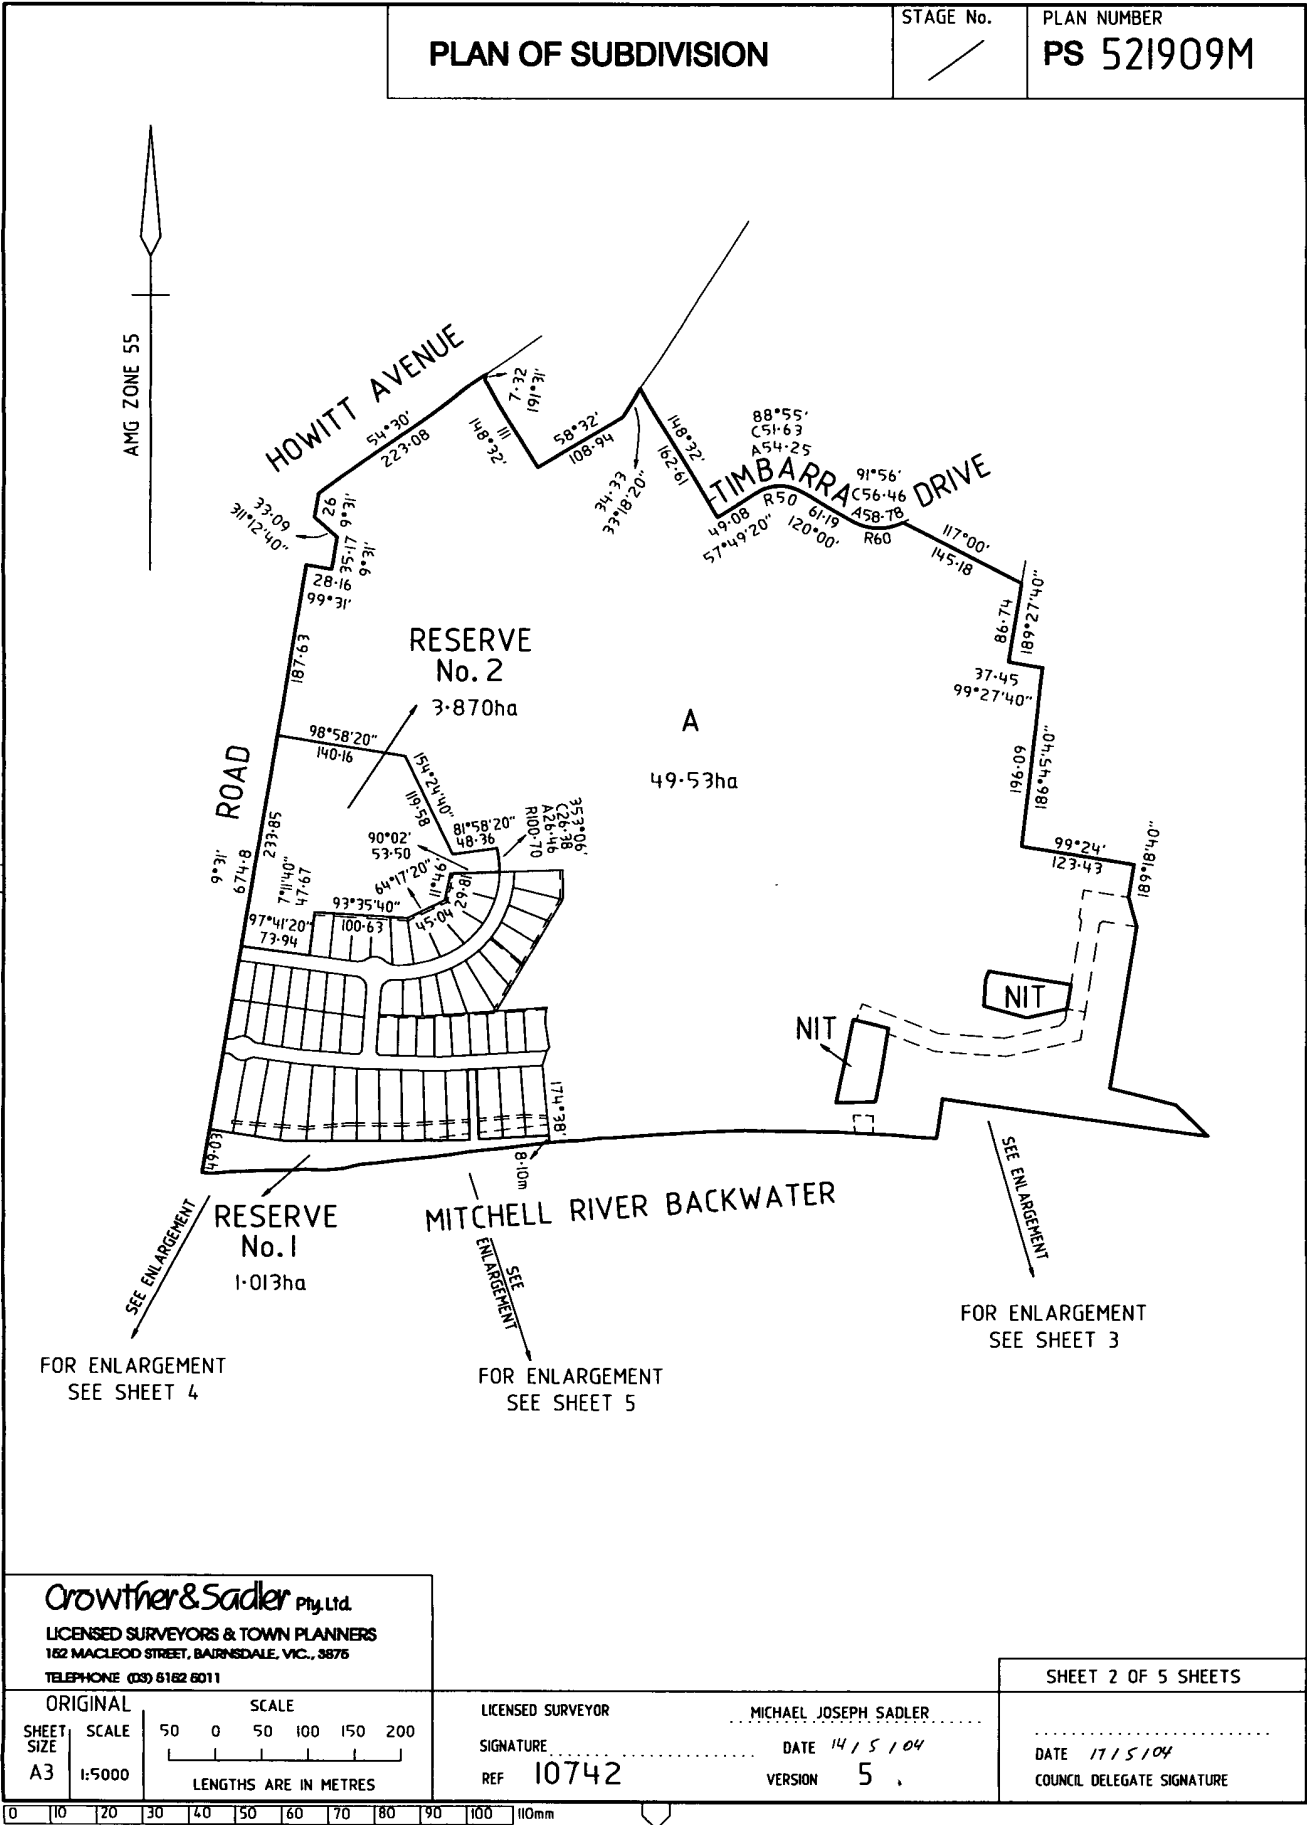 PLAN OF SUBDIVISION
STAGE No.
PLAN NUMBER
PS 521909M
AMG ZONE 55
HOWITT AVENUE
54°30'
223·08
7·32
191°31'
111
148°32'
58°32'
108·94
34·33
33°18'20"
148°32'
162·61
88°55'
C51·63
A54·25
TIMBARRA DRIVE
R50
49·08
57°49'20"
61·19
120°00'
91°56'
C56·46
A58·78
R60
117°00'
145·18
86·74
189°27'40"
37·45
99°27'40"
196·09
186°45'40"
99°24'
123·43
189°18'40"
33·09
311°12'40"
26
9°31'
35·17
9°31'
28·16
99°31'
187·63
RESERVE
No. 2
3·870ha
A
49·53ha
ROAD
98°58'20"
140·16
154°24'40"
119·58
81°58'20"
48·36
353°06'
C26·38
A26·46
R100·70
90°02'
53·50
64°17'20"
11°46'
29·81
45·04
93°35'40"
100·63
233·85
9°31'
674·8
7°11'40"
47·67
97°41'20"
73·94
NIT
NIT
174°38'
8·10m
49·03
MITCHELL RIVER BACKWATER
RESERVE
No. 1
1·013ha
SEE ENLARGEMENT
SEE
ENLARGEMENT
SEE ENLARGEMENT
FOR ENLARGEMENT
SEE SHEET 4
FOR ENLARGEMENT
SEE SHEET 5
FOR ENLARGEMENT
SEE SHEET 3
Crowther & Sadler Pty. Ltd.
LICENSED SURVEYORS & TOWN PLANNERS
152 MACLEOD STREET, BAIRNSDALE, VIC., 3875
TELEPHONE (03) 5152 5011
SHEET 2 OF 5 SHEETS
ORIGINAL
SCALE
SHEET SIZE
SCALE
A3
1:5000
50 0 50 100 150 200
LENGTHS ARE IN METRES
LICENSED SURVEYOR
MICHAEL JOSEPH SADLER
SIGNATURE
DATE 14 / 5 / 04
REF 10742
VERSION 5
DATE 17 / 5 / 04
COUNCIL DELEGATE SIGNATURE
0 10 20 30 40 50 60 70 80 90 100 110mm